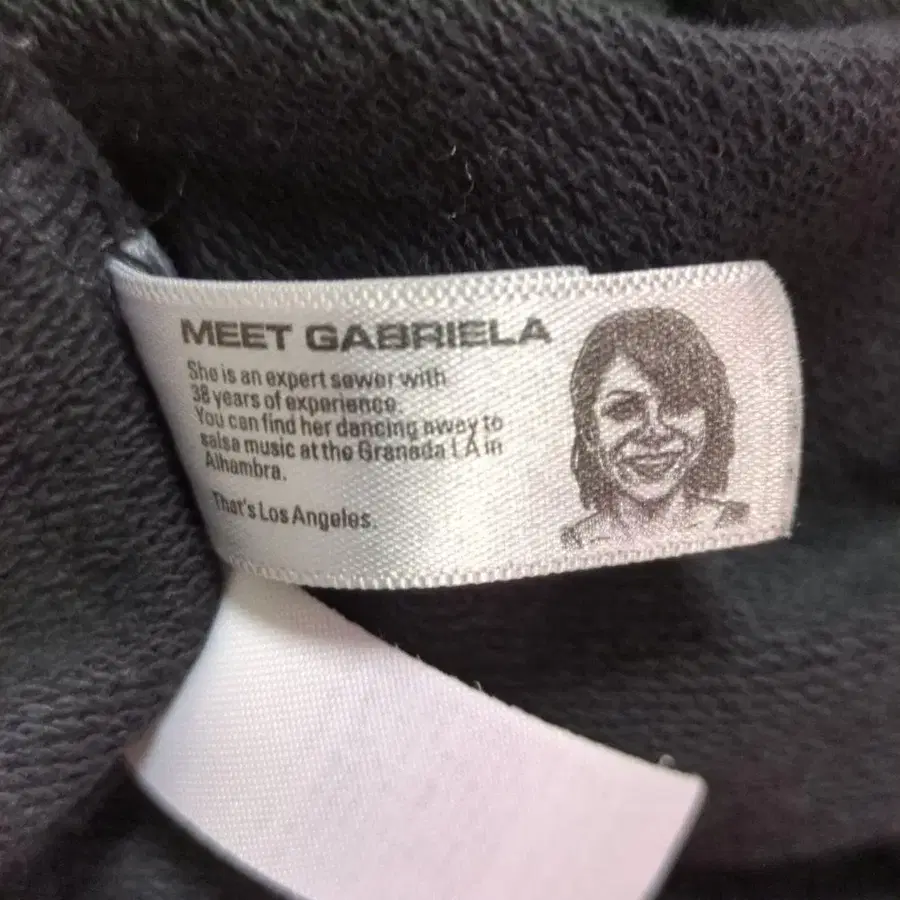 MEET GABRIELA
She is an expert sewer with
38 years of experience.
You can find her dancing away to
salsa music at the Granada LA in
Alhambra.
That's Los Angeles.